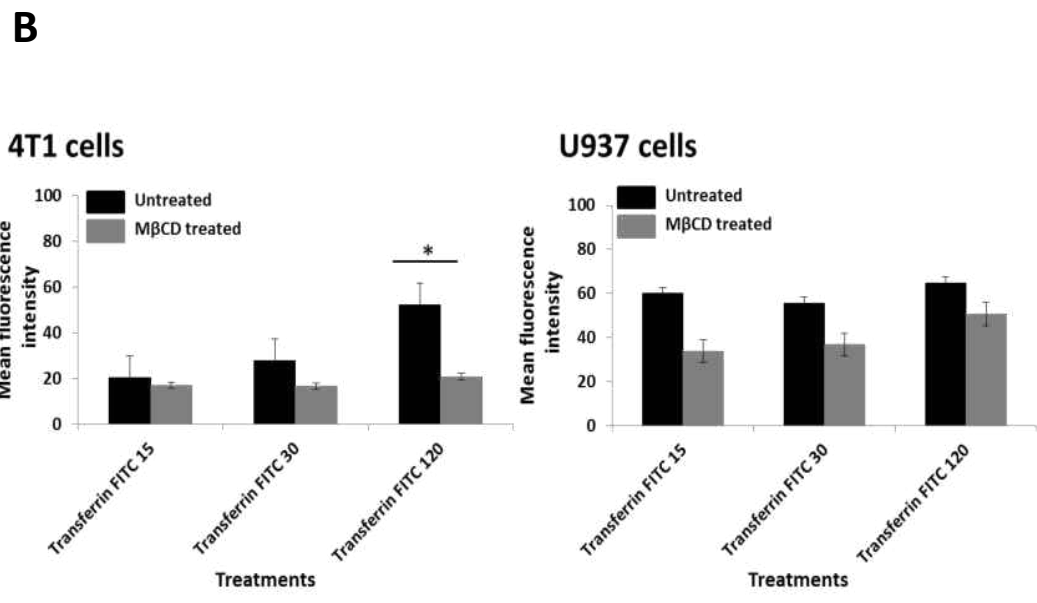 B
4T1 cells
100
80
60
40
20
0
Mean fluorescence
intensity
Untreated
MβCD treated
*
Transferrin FITC 15
Transferrin FITC 30
Transferrin FITC 120
Treatments
U937 cells
100
80
60
40
20
0
Mean fluorescence
intensity
Untreated
MβCD treated
Transferrin FITC 15
Transferrin FITC 30
Transferrin FITC 120
Treatments